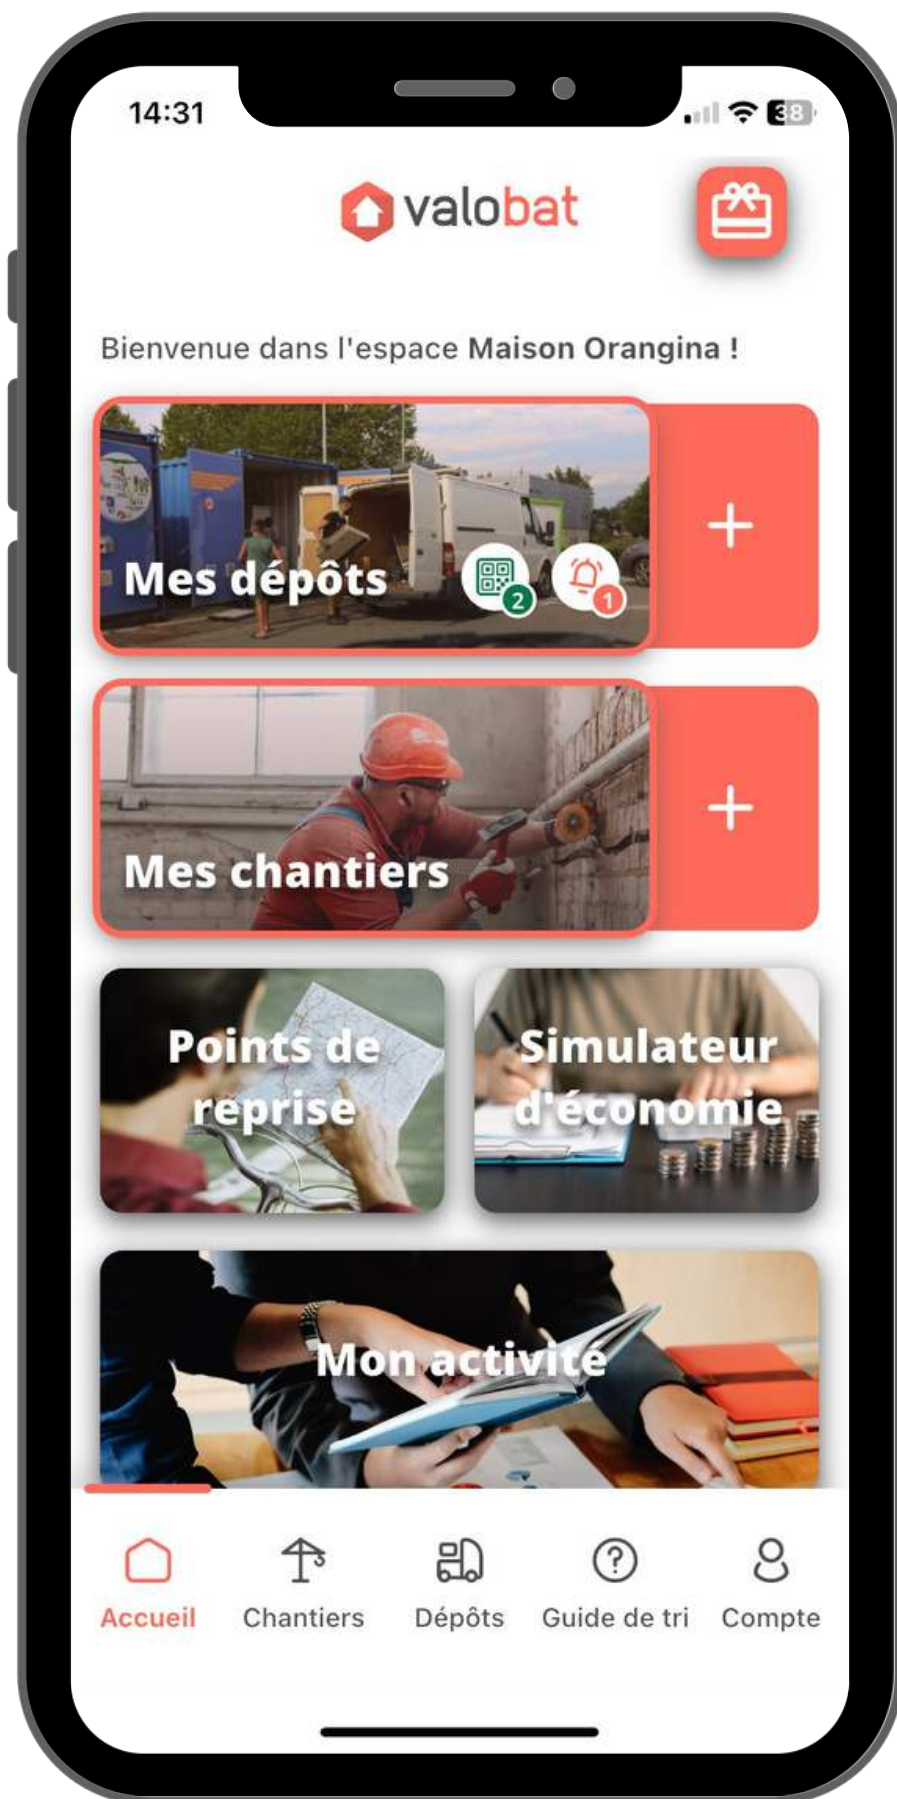 14:31
38
valobat
Bienvenue dans l'espace Maison Orangina !
Mes dépôts
2
1
+
Mes chantiers
+
Points de
reprise
Simulateur
d'économie
Mon activité
Accueil
Chantiers
Dépôts
Guide de tri
Compte